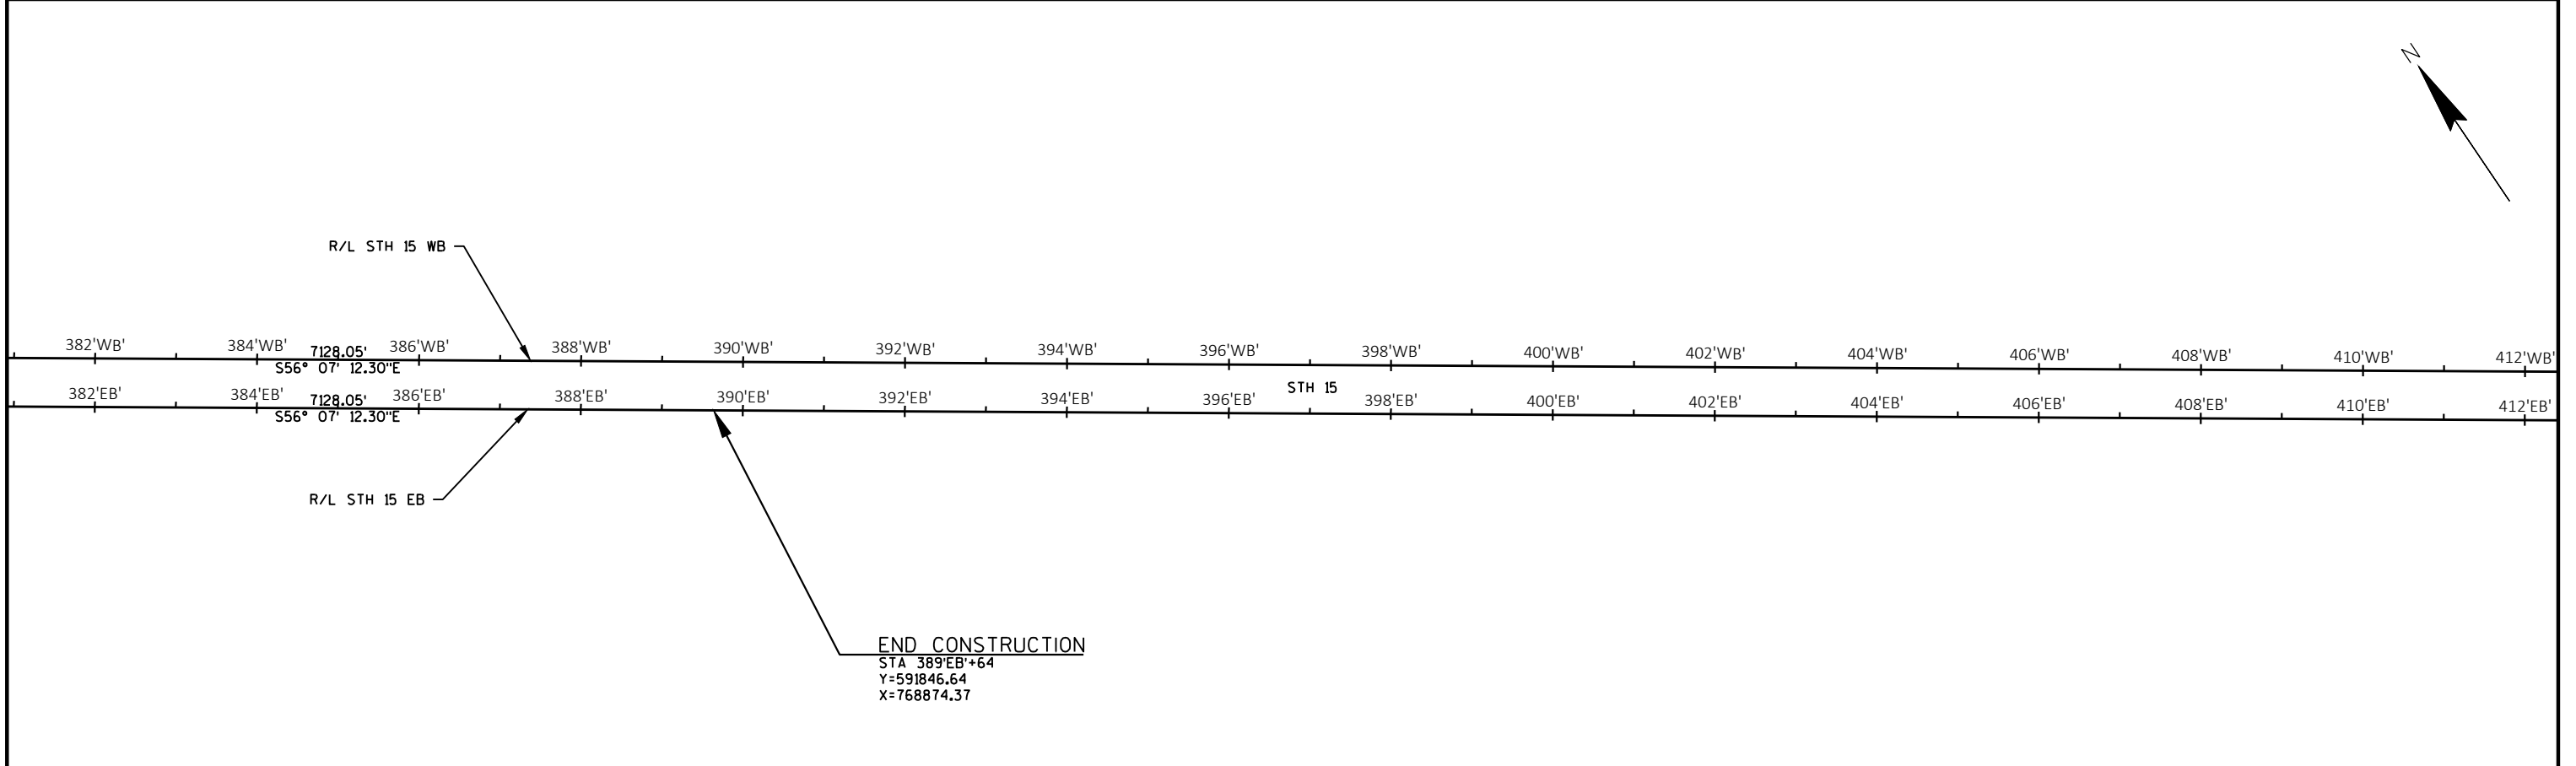 N
R/L STH 15 WB
382'WB' 384'WB' 386'WB' 388'WB' 390'WB' 392'WB' 394'WB' 396'WB' 398'WB' 400'WB' 402'WB' 404'WB' 406'WB' 408'WB' 410'WB' 412'WB'
7128.05'
S56° 07' 12.30"E
STH 15
382'EB' 384'EB' 386'EB' 388'EB' 390'EB' 392'EB' 394'EB' 396'EB' 398'EB' 400'EB' 402'EB' 404'EB' 406'EB' 408'EB' 410'EB' 412'EB'
7128.05'
S56° 07' 12.30"E
R/L STH 15 EB
END CONSTRUCTION
STA 389'EB'+64
Y=591846.64
X=768874.37